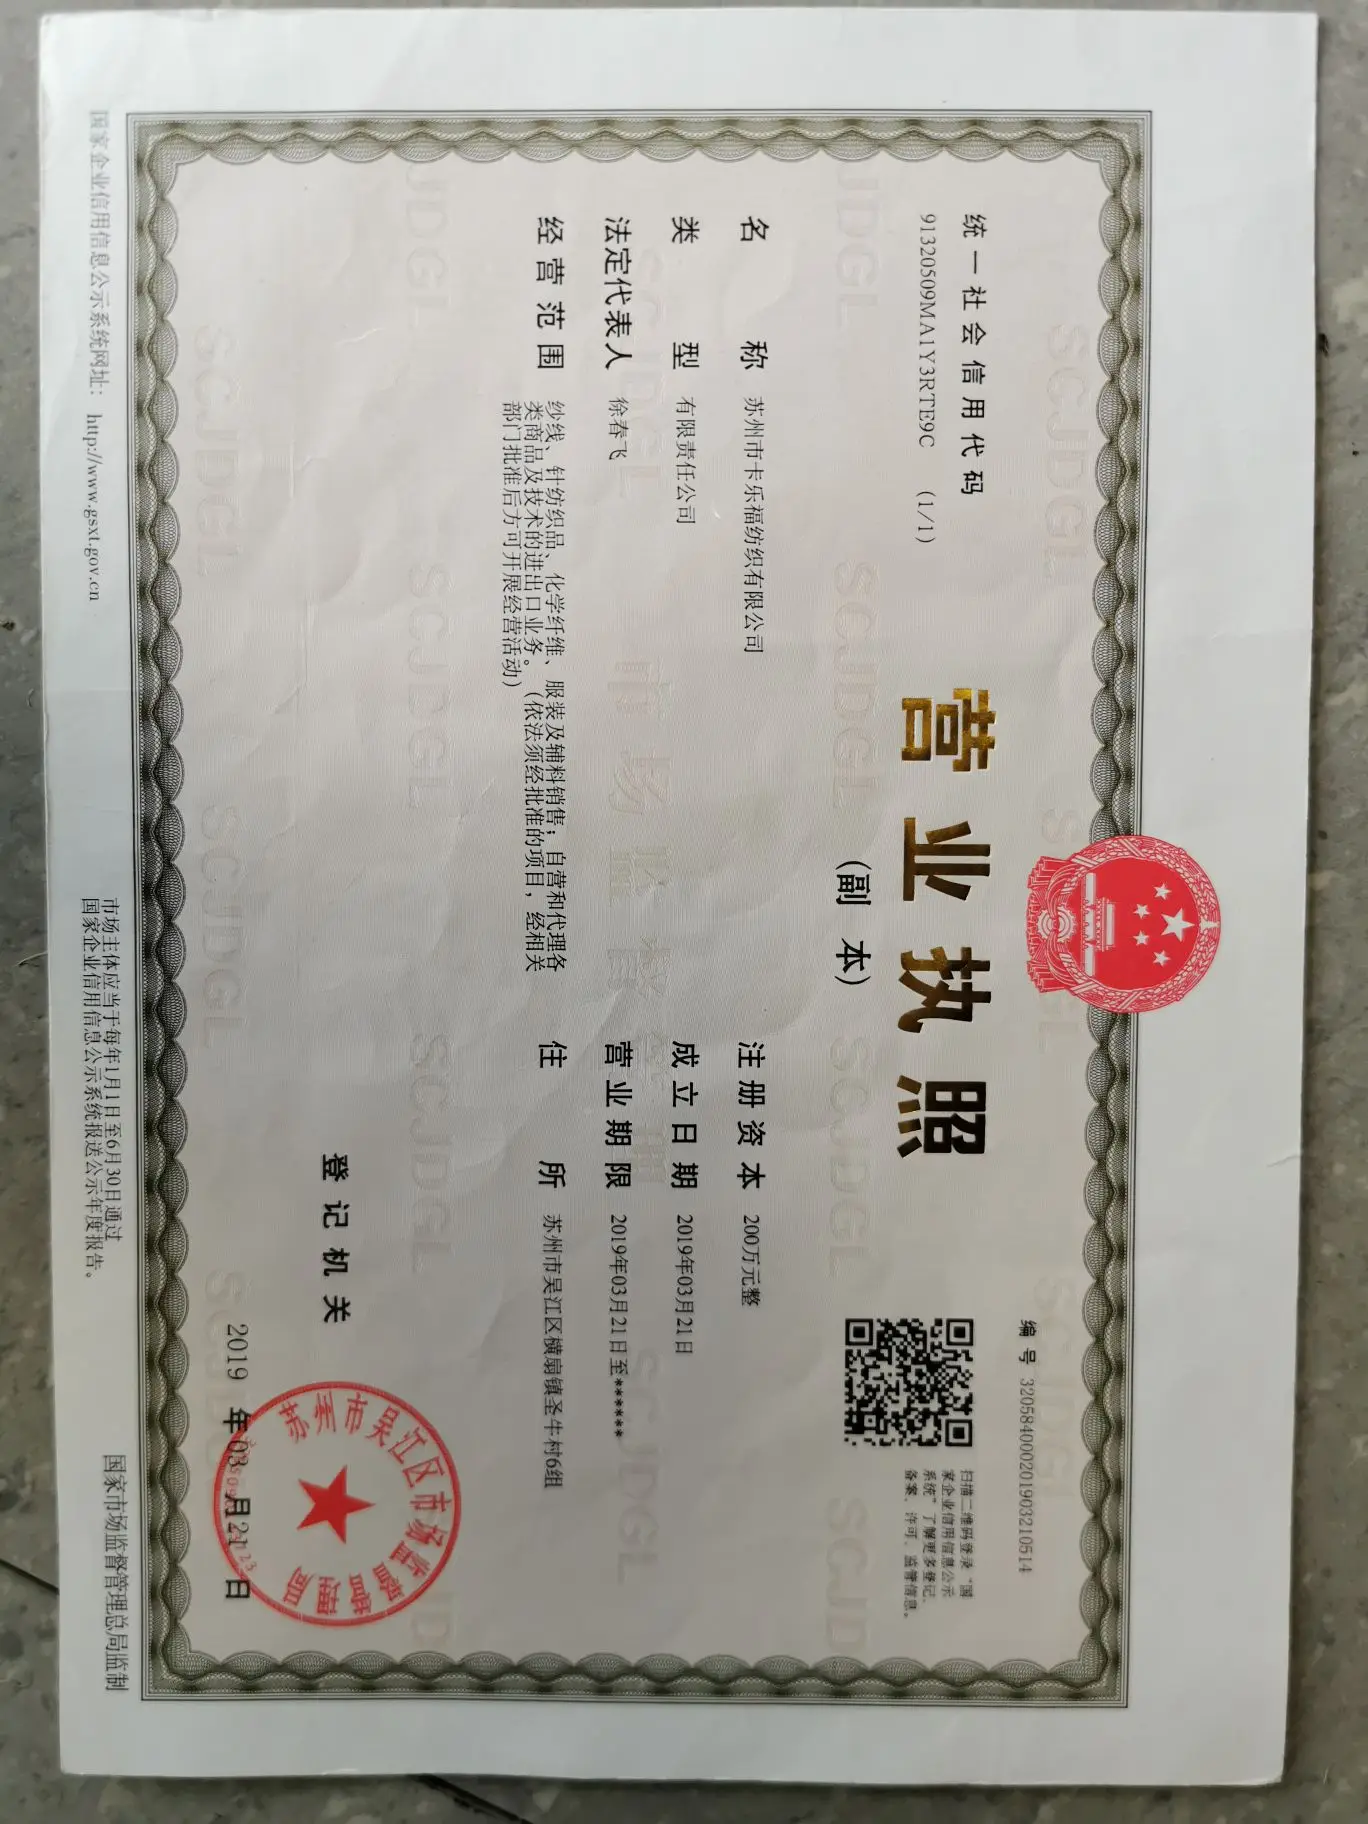 编 号 320584000201903210514
统一社会信用代码
91320509MA1Y3RTE9C (1/1)
营业执照
(副 本)
扫描二维码登录“国
家企业信用信息公示
系统”了解更多登记、
备案、许可、监管信息。
名 称 苏州市卡乐福纺织有限公司
类 型 有限责任公司
法定代表人 徐春飞
经营范围 纱线、针纺织品、化学纤维、服装及辅料销售；自营和代理各
类商品及技术的进出口业务。（依法须经批准的项目，经相关
部门批准后方可开展经营活动）
注册资本 200万元整
成立日期 2019年03月21日
营业期限 2019年03月21日至******
住 所 苏州市吴江区横扇镇圣牛村6组
登记机关
苏州市吴江区市场监督管理局
2019 年 03 月 21 日
国家企业信用信息公示系统网址： http://www.gsxt.gov.cn
市场主体应当于每年1月1日至6月30日通过
国家企业信用信息公示系统报送公示年度报告。
国家市场监督管理总局监制
SCJDGL
市场监督管理